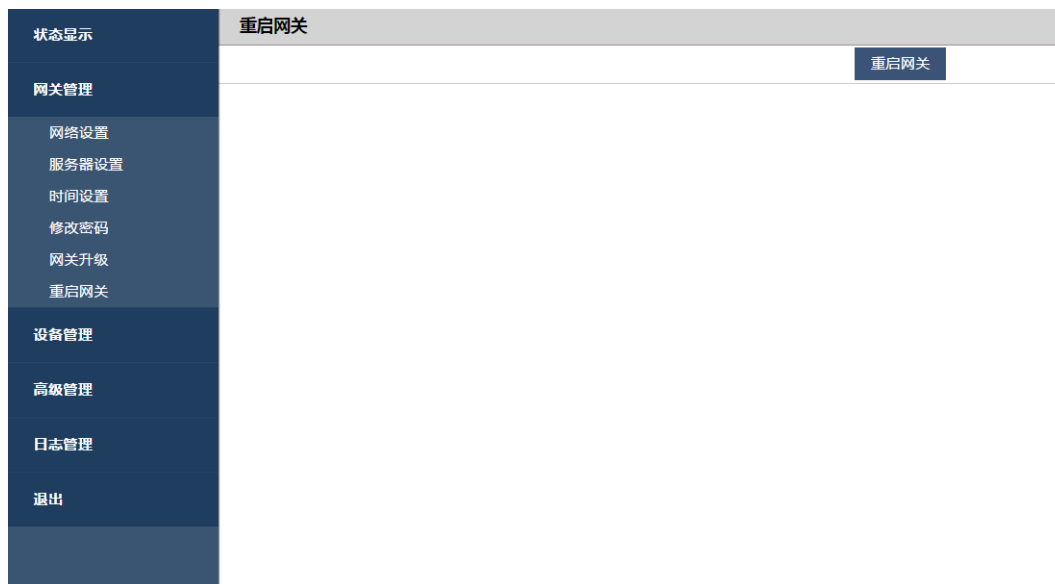 状态显示
网关管理
网络设置
服务器设置
时间设置
修改密码
网关升级
重启网关
设备管理
高级管理
日志管理
退出
重启网关
重启网关